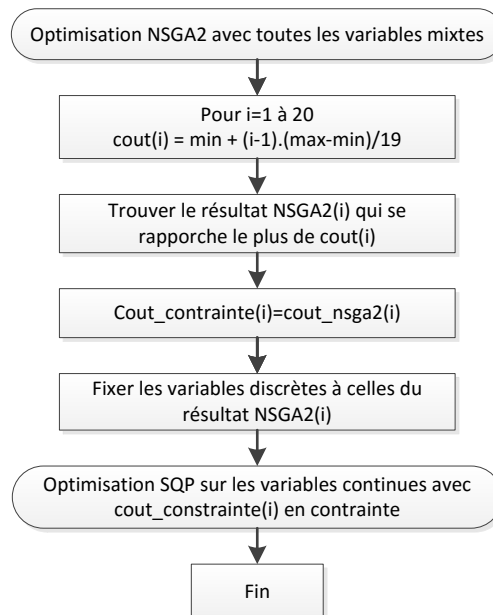 Optimisation NSGA2 avec toutes les variables mixtes
Pour i=1 à 20
cout(i) = min + (i-1).(max-min)/19
Trouver le résultat NSGA2(i) qui se
rapporche le plus de cout(i)
Cout_contrainte(i)=cout_nsga2(i)
Fixer les variables discrètes à celles du
résultat NSGA2(i)
Optimisation SQP sur les variables continues avec
cout_constrainte(i) en contrainte
Fin